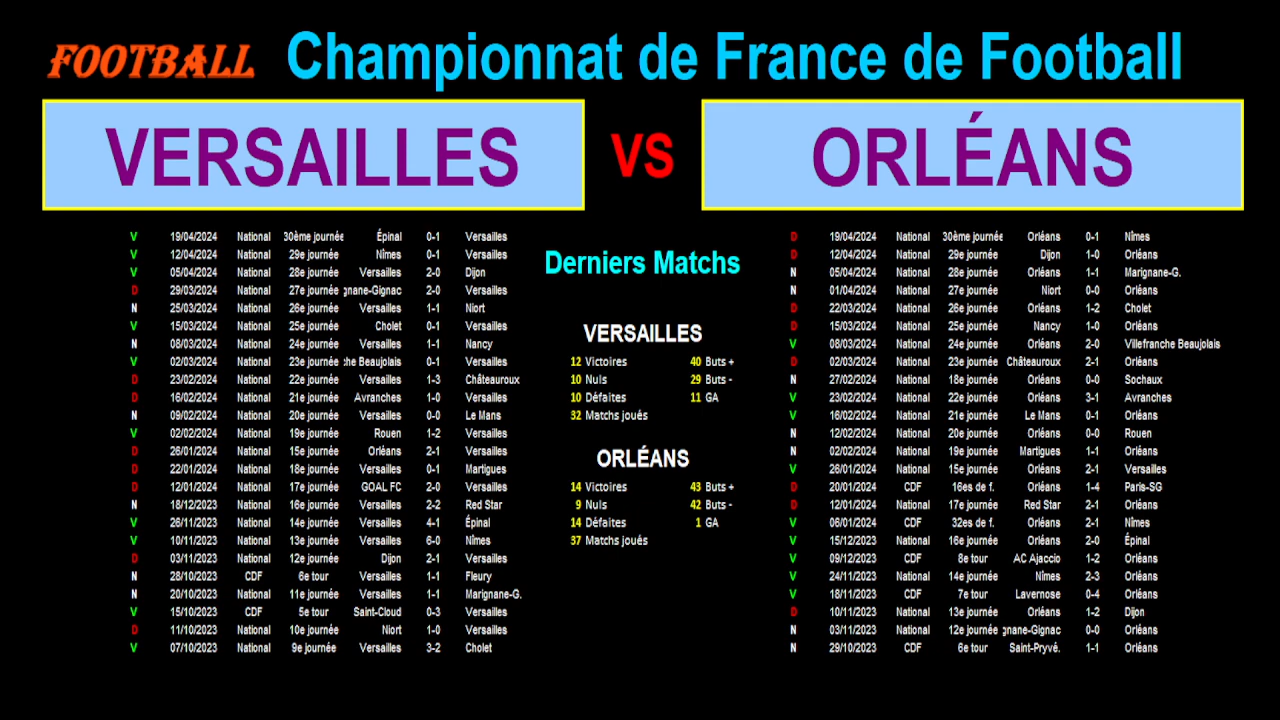 FOOTBALL Championnat de France de Football
VERSAILLES VS ORLÉANS
V 19/04/2024 National 30ème journée Épinal 0-1 Versailles
V 12/04/2024 National 29e journée Nîmes 0-1 Versailles
V 05/04/2024 National 28e journée Versailles 2-0 Dijon
D 29/03/2024 National 27e journée gnane-Gignac 2-0 Versailles
N 25/03/2024 National 26e journée Versailles 1-1 Niort
V 15/03/2024 National 25e journée Cholet 0-1 Versailles
N 08/03/2024 National 24e journée Versailles 1-1 Nancy
V 02/03/2024 National 23e journée he Beaujolais 0-1 Versailles
D 23/02/2024 National 22e journée Versailles 1-3 Châteauroux
D 16/02/2024 National 21e journée Avranches 1-0 Versailles
N 09/02/2024 National 20e journée Versailles 0-0 Le Mans
V 02/02/2024 National 19e journée Rouen 1-2 Versailles
D 26/01/2024 National 15e journée Orléans 2-1 Versailles
D 22/01/2024 National 18e journée Versailles 0-1 Martigues
D 12/01/2024 National 17e journée GOAL FC 2-0 Versailles
N 18/12/2023 National 16e journée Versailles 2-2 Red Star
V 26/11/2023 National 14e journée Versailles 4-1 Épinal
V 10/11/2023 National 13e journée Versailles 6-0 Nîmes
D 03/11/2023 National 12e journée Dijon 2-1 Versailles
N 28/10/2023 CDF 6e tour Versailles 1-1 Fleury
N 20/10/2023 National 11e journée Versailles 1-1 Marignane-G.
V 15/10/2023 CDF 5e tour Saint-Cloud 0-3 Versailles
D 11/10/2023 National 10e journée Niort 1-0 Versailles
V 07/10/2023 National 9e journée Versailles 3-2 Cholet
Derniers Matchs
VERSAILLES
12 Victoires 40 Buts +
10 Nuls 29 Buts -
10 Défaites 11 GA
32 Matchs joués
ORLÉANS
14 Victoires 43 Buts +
9 Nuls 42 Buts -
14 Défaites 1 GA
37 Matchs joués
D 19/04/2024 National 30ème journée Orléans 0-1 Nîmes
D 12/04/2024 National 29e journée Dijon 1-0 Orléans
N 05/04/2024 National 28e journée Orléans 1-1 Marignane-G.
N 01/04/2024 National 27e journée Niort 0-0 Orléans
D 22/03/2024 National 26e journée Orléans 1-2 Cholet
D 15/03/2024 National 25e journée Nancy 1-0 Orléans
V 08/03/2024 National 24e journée Orléans 2-0 Villefranche Beaujolais
D 02/03/2024 National 23e journée Châteauroux 2-1 Orléans
N 27/02/2024 National 18e journée Orléans 0-0 Sochaux
V 23/02/2024 National 22e journée Orléans 3-1 Avranches
V 16/02/2024 National 21e journée Le Mans 0-1 Orléans
N 12/02/2024 National 20e journée Orléans 0-0 Rouen
N 02/02/2024 National 19e journée Martigues 1-1 Orléans
V 26/01/2024 National 15e journée Orléans 2-1 Versailles
D 20/01/2024 CDF 16es de f. Orléans 1-4 Paris-SG
D 12/01/2024 National 17e journée Red Star 2-1 Orléans
V 06/01/2024 CDF 32es de f. Orléans 2-1 Nîmes
V 15/12/2023 National 16e journée Orléans 2-0 Épinal
V 09/12/2023 CDF 8e tour AC Ajaccio 1-2 Orléans
V 24/11/2023 National 14e journée Nîmes 2-3 Orléans
V 18/11/2023 CDF 7e tour Lavernose 0-4 Orléans
D 10/11/2023 National 13e journée Orléans 1-2 Dijon
N 03/11/2023 National 12e journée gnane-Gignac 0-0 Orléans
N 29/10/2023 CDF 6e tour Saint-Pryvé. 1-1 Orléans